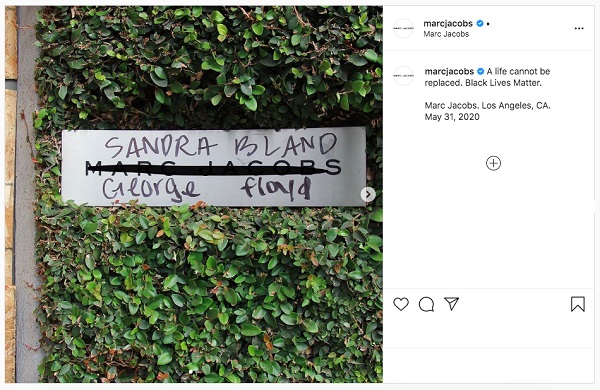 SANDRA BLAND
MARC JACOBS
George floyd
marcjacobs
Marc Jacobs
marcjacobs A life cannot be
replaced. Black Lives Matter.
Marc Jacobs. Los Angeles, CA.
May 31, 2020